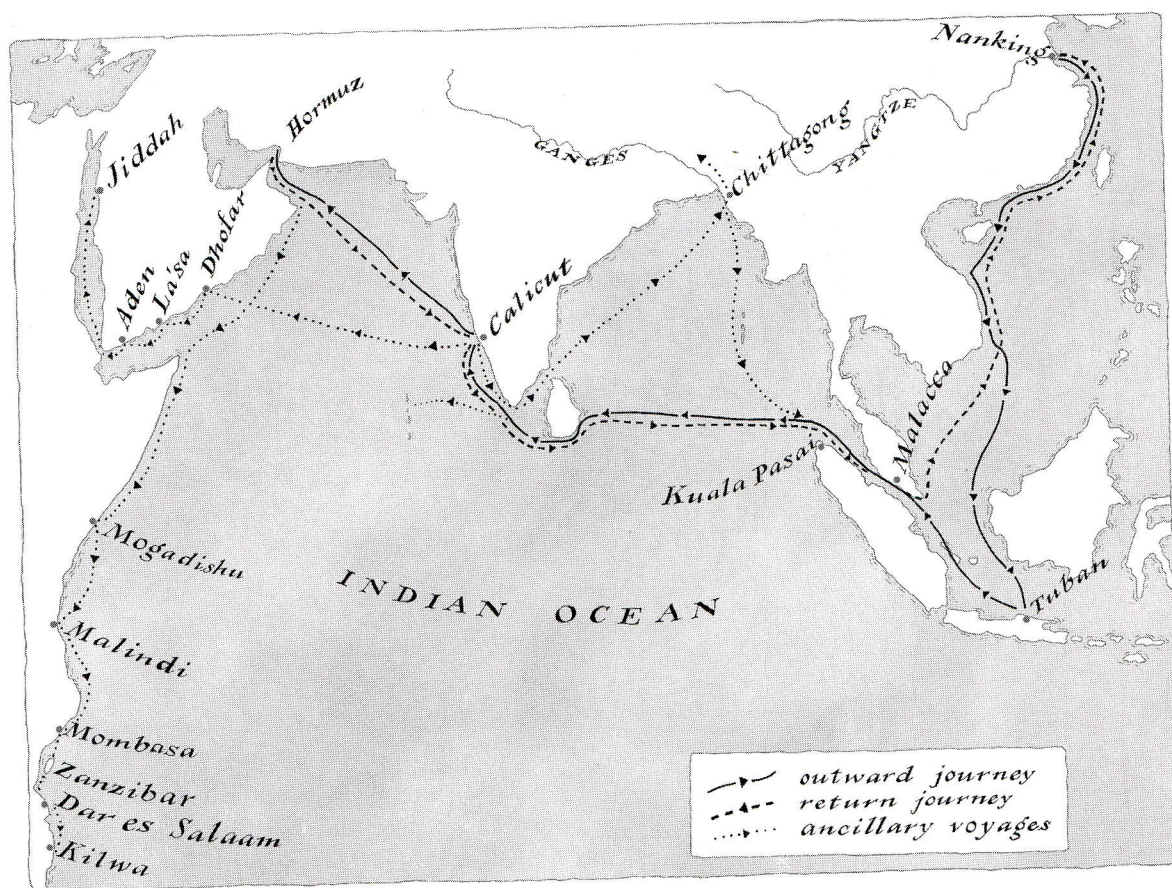 Nanking
Hormuz
Jiddah
GANGES
Chittagong
YANGTZE
Dhofar
La'sa
Aden
Calicut
Malacca
Kuala Pasai
Mogadishu
INDIAN OCEAN
Tuban
Malindi
Mombasa
Zanzibar
Dar es Salaam
Kilwa
outward journey
return journey
ancillary voyages